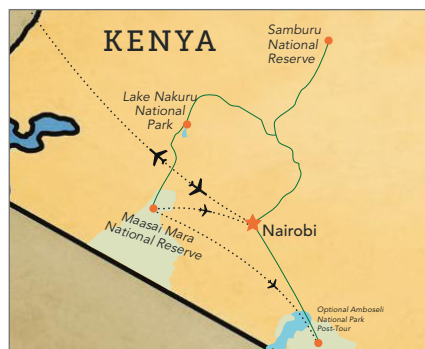 KENYA
Samburu
National
Reserve
Lake Nakuru
National
Park
Maasai Mara
National Reserve
Nairobi
Optional Amboseli
National Park
Post-Tour